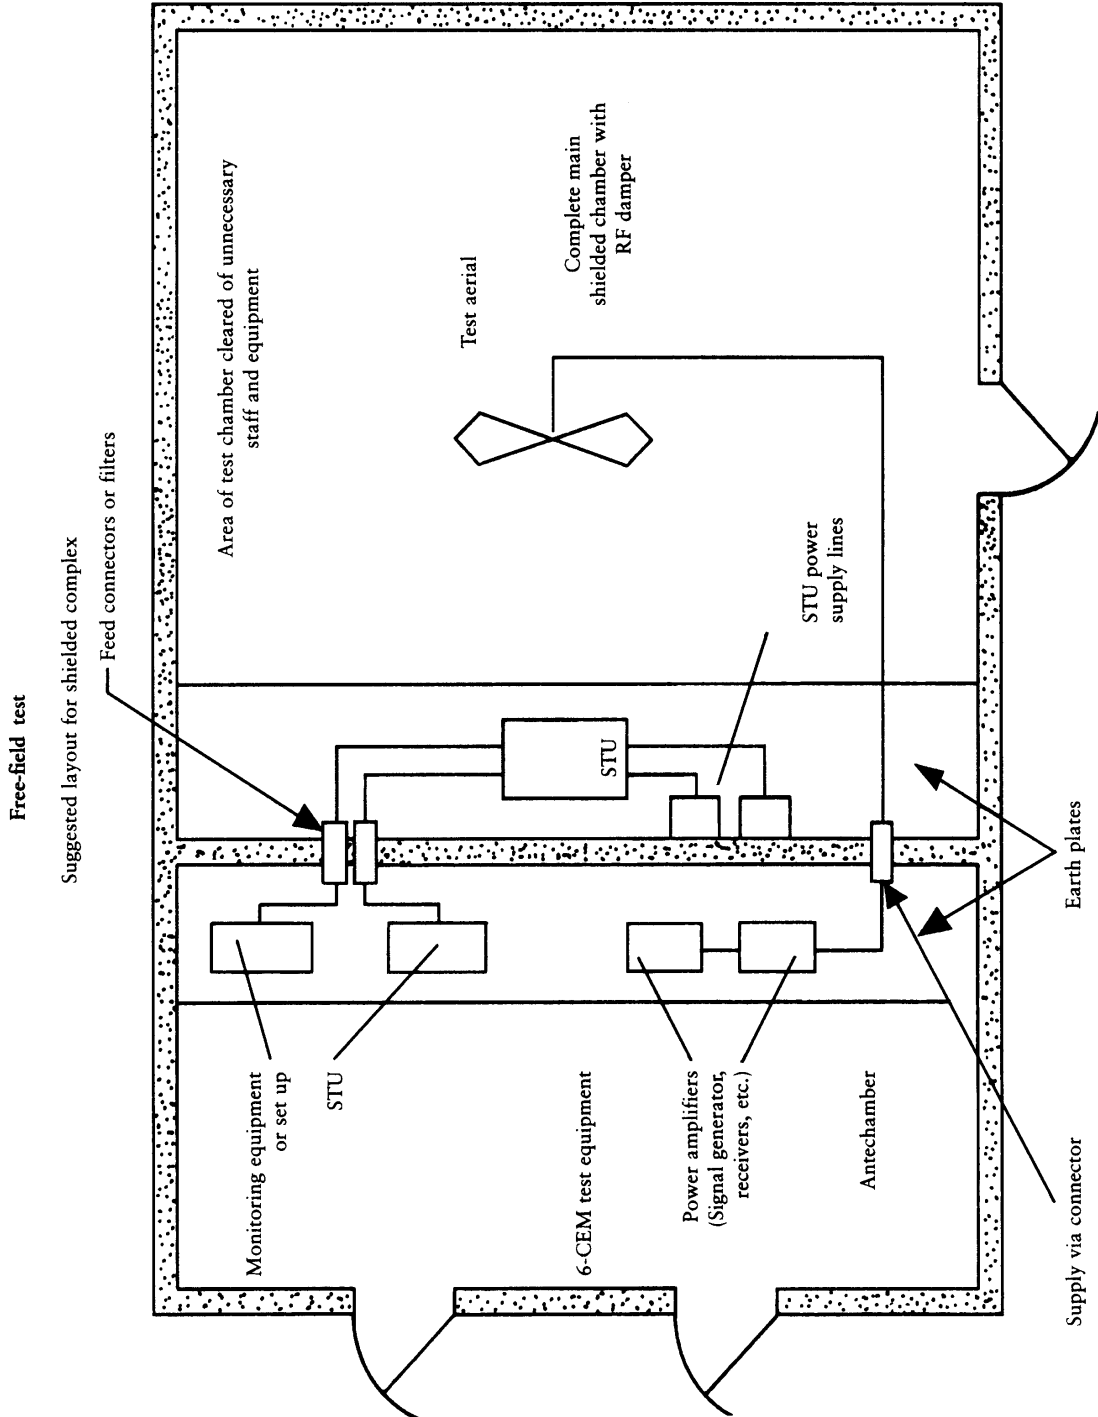 Free-field test
Suggested layout for shielded complex
Feed connectors or filters
Area of test chamber cleared of unnecessary
staff and equipment
Test aerial
Complete main
shielded chamber with
RF damper
STU power
supply lines
STU
Monitoring equipment
or set up
STU
6-CEM test equipment
Power amplifiers
(Signal generator,
receivers, etc.)
Antechamber
Earth plates
Supply via connector